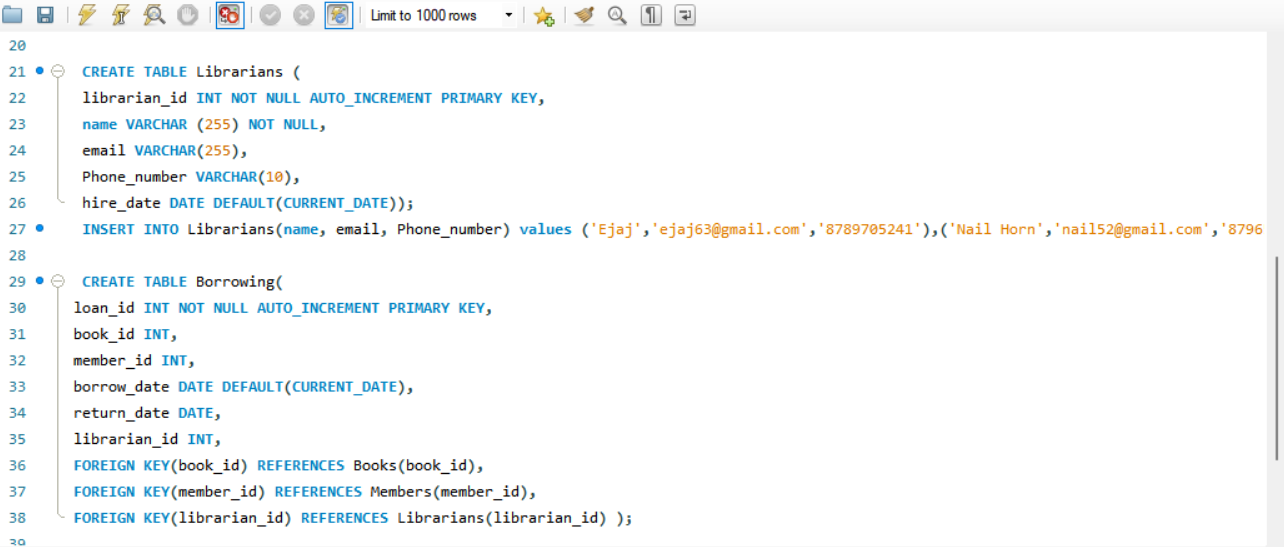 Limit to 1000 rows
20
21 CREATE TABLE Librarians (
22 librarian_id INT NOT NULL AUTO_INCREMENT PRIMARY KEY,
23 name VARCHAR (255) NOT NULL,
24 email VARCHAR(255),
25 Phone_number VARCHAR(10),
26 hire_date DATE DEFAULT(CURRENT_DATE));
27 INSERT INTO Librarians(name, email, Phone_number) values ('Ejaj','ejaj63@gmail.com','8789705241'),('Nail Horn','nail52@gmail.com','8796
28
29 CREATE TABLE Borrowing(
30 loan_id INT NOT NULL AUTO_INCREMENT PRIMARY KEY,
31 book_id INT,
32 member_id INT,
33 borrow_date DATE DEFAULT(CURRENT_DATE),
34 return_date DATE,
35 librarian_id INT,
36 FOREIGN KEY(book_id) REFERENCES Books(book_id),
37 FOREIGN KEY(member_id) REFERENCES Members(member_id),
38 FOREIGN KEY(librarian_id) REFERENCES Librarians(librarian_id) );
39